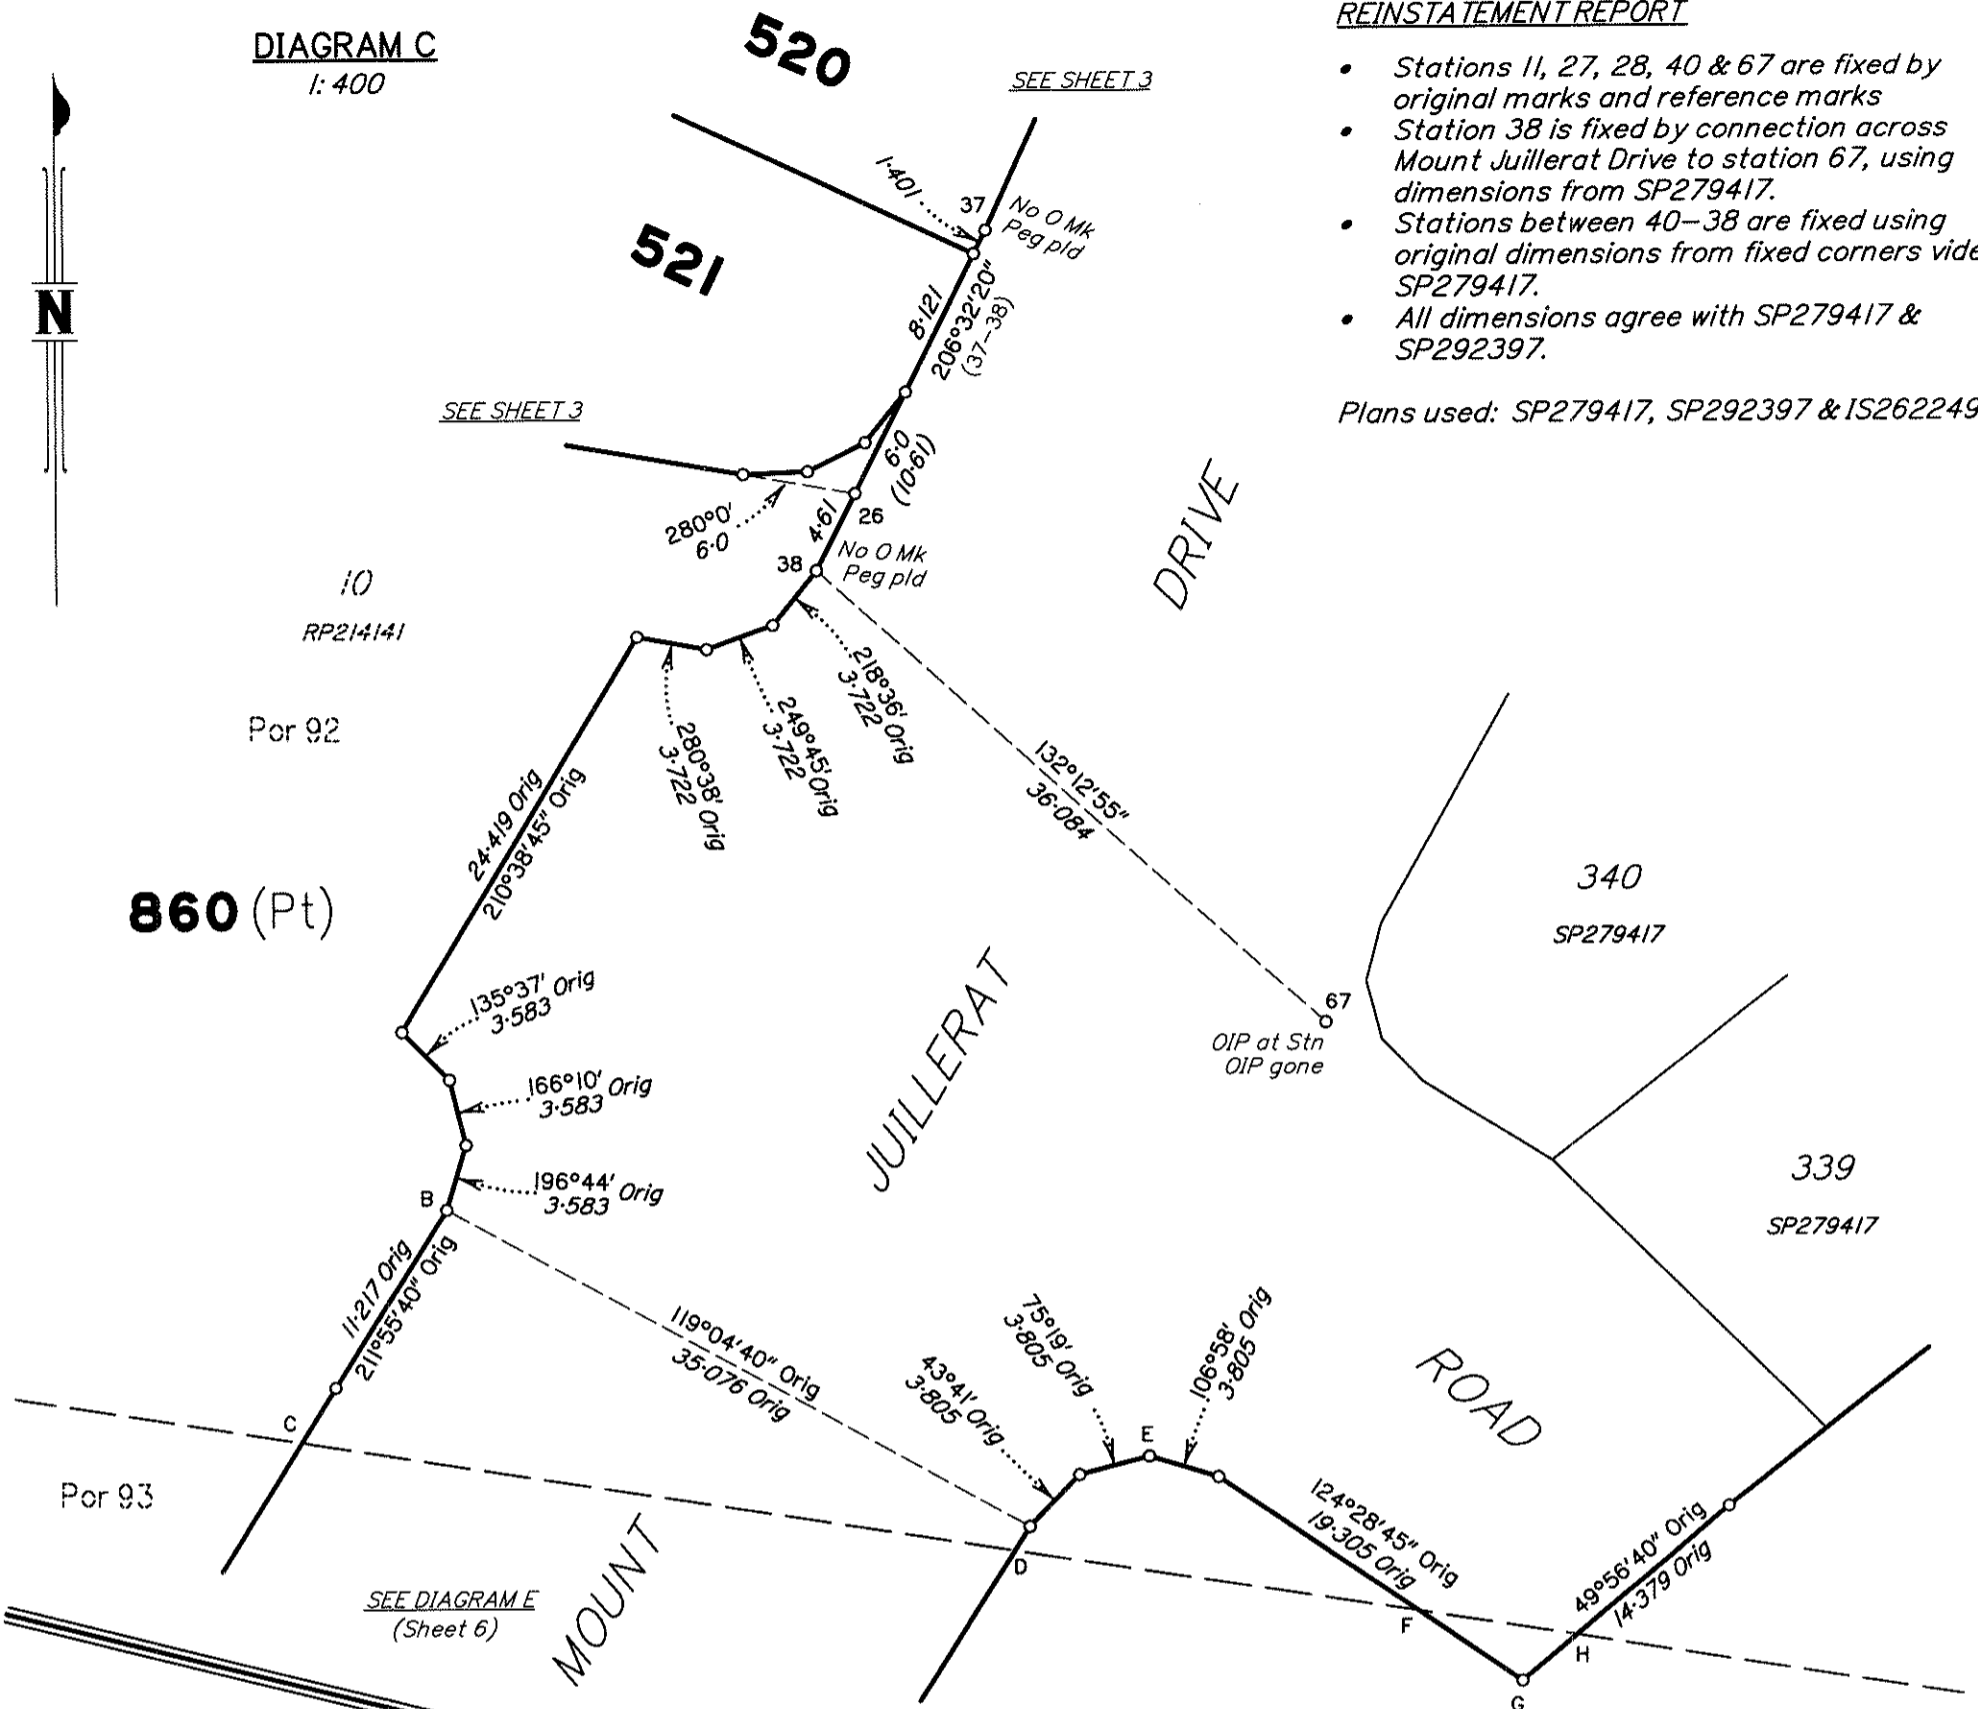 DIAGRAM C
1:400
520
SEE SHEET 3
REINSTATEMENT REPORT
• Stations 11, 27, 28, 40 & 67 are fixed by
original marks and reference marks
• Station 38 is fixed by connection across
Mount Juillerat Drive to station 67, using
dimensions from SP279417.
• Stations between 40–38 are fixed using
original dimensions from fixed corners vide
SP279417.
• All dimensions agree with SP279417 &
SP292397.
Plans used: SP279417, SP292397 & IS262249
N
521
1·401
37
No O Mk
Peg pld
8·121
206°32'20"
(37–38)
SEE SHEET 3
6·0
(10·61)
280°0'
6·0
4·61
26
38
No O Mk
Peg pld
DRIVE
10
RP214141
Por 92
218°36' Orig
3·722
249°45' Orig
3·722
280°38' Orig
3·722
132°12'55"
36·084
24·419 Orig
210°38'45" Orig
860 (Pt)
340
SP279417
135°37' Orig
3·583
JUILLERAT
67
OIP at Stn
OIP gone
166°10' Orig
3·583
196°44' Orig
3·583
B
339
SP279417
11·217 Orig
211°55'40" Orig
119°04'40" Orig
35·076 Orig
43°41' Orig
3·805
75°19' Orig
3·805
106°58' Orig
3·805
ROAD
C
E
Por 93
124°28'45" Orig
19·305 Orig
49°56'40" Orig
14·379 Orig
D
F
H
G
SEE DIAGRAM E
(Sheet 6)
MOUNT